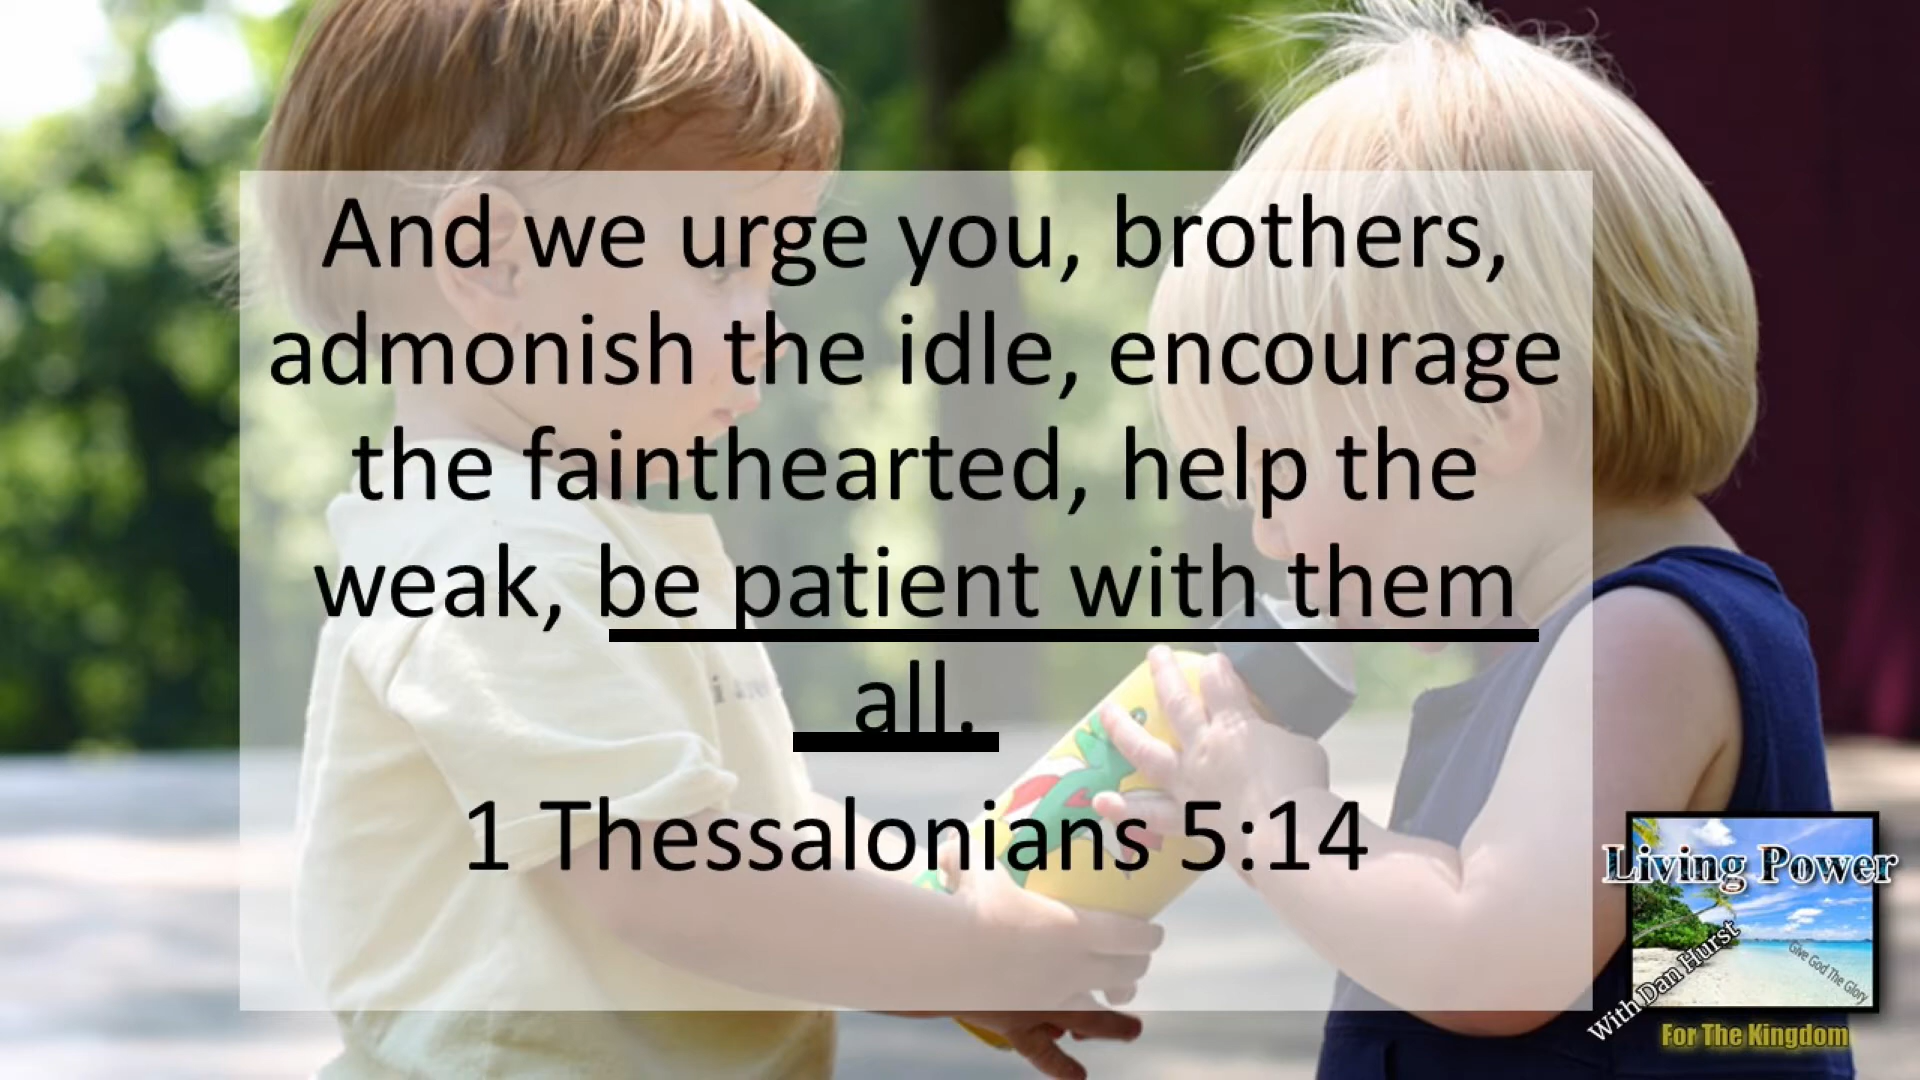 And we urge you, brothers,
admonish the idle, encourage
the fainthearted, help the
weak, be patient with them
all.
1 Thessalonians 5:14
Living Power
With Dan Hurst
Give God The Glory
For The Kingdom